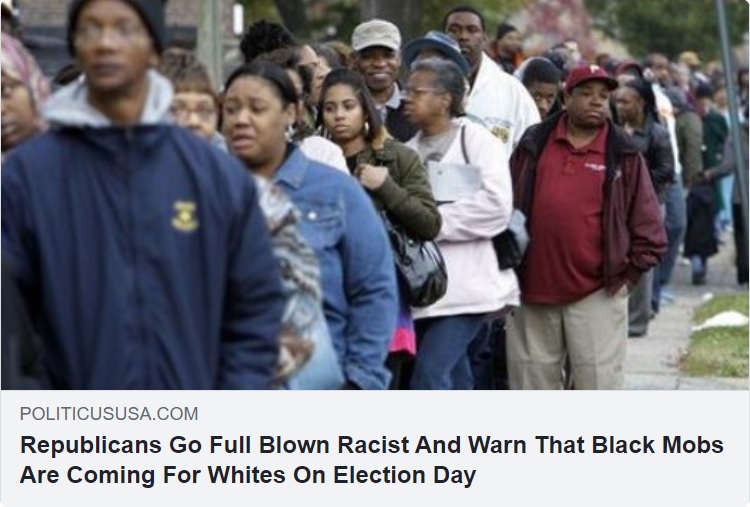 POLITICUSUSA.COM
Republicans Go Full Blown Racist And Warn That Black Mobs
Are Coming For Whites On Election Day